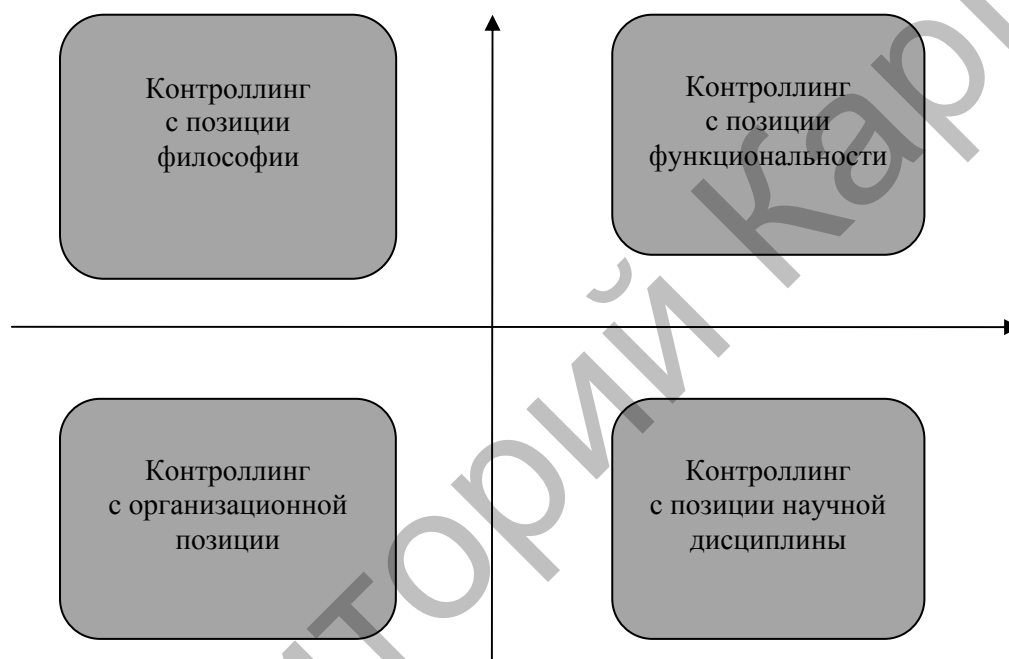 Контроллинг
с позиции
философии
Контроллинг
с позиции
функциональности
Контроллинг
с организационной
позиции
Контроллинг
с позиции научной
дисциплины